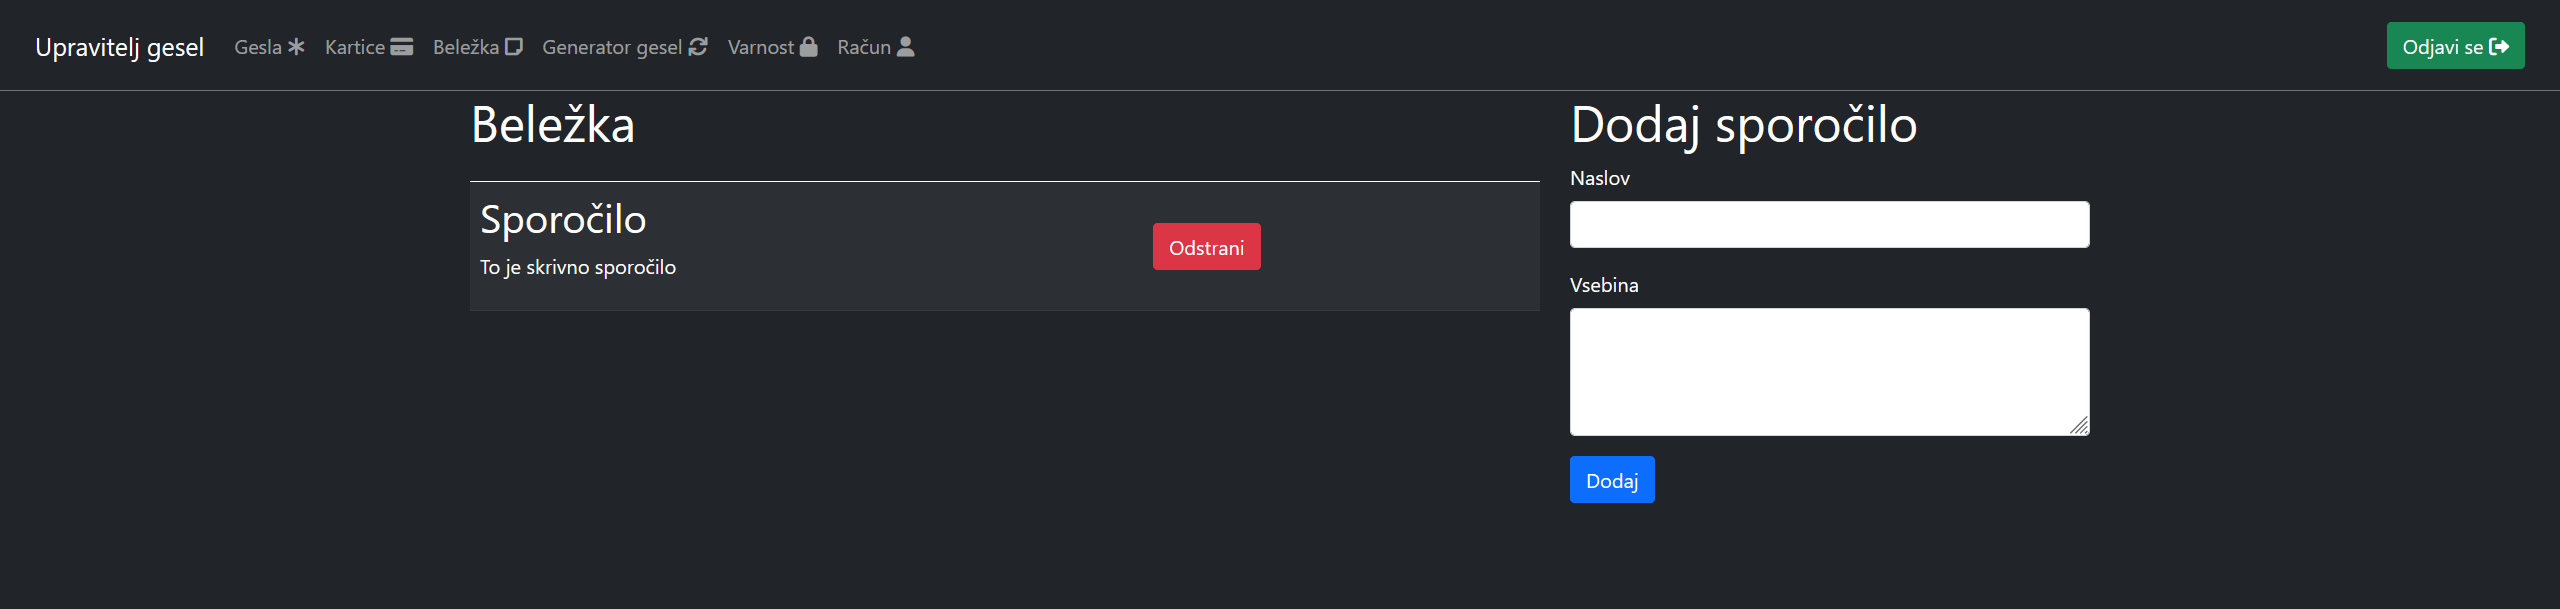 Upravitelj gesel Gesla Kartice Beležka Generator gesel Varnost Račun Odjavi se
Beležka
Sporočilo
To je skrivno sporočilo
Odstrani
Dodaj sporočilo
Naslov
Vsebina
Dodaj